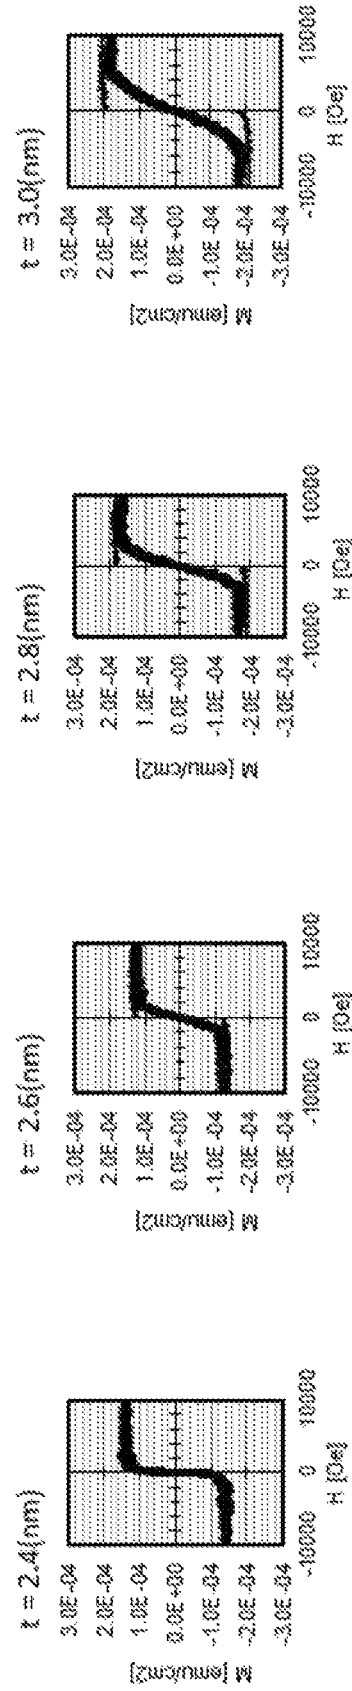 t = 2.4(nm)
M [emu/cm2]
3.0E-04
2.0E-04
1.0E-04
0.0E+00
-1.0E-04
-2.0E-04
-3.0E-04
-10000 0 10000
H [Oe]
t = 2.6(nm)
M [emu/cm2]
3.0E-04
2.0E-04
1.0E-04
0.0E+00
-1.0E-04
-2.0E-04
-3.0E-04
-10000 0 10000
H [Oe]
t = 2.8(nm)
M [emu/cm2]
3.0E-04
2.0E-04
1.0E-04
0.0E+00
-1.0E-04
-2.0E-04
-3.0E-04
-10000 0 10000
H [Oe]
t = 3.0(nm)
M [emu/cm2]
3.0E-04
2.0E-04
1.0E-04
0.0E+00
-1.0E-04
-2.0E-04
-3.0E-04
-10000 0 10000
H [Oe]